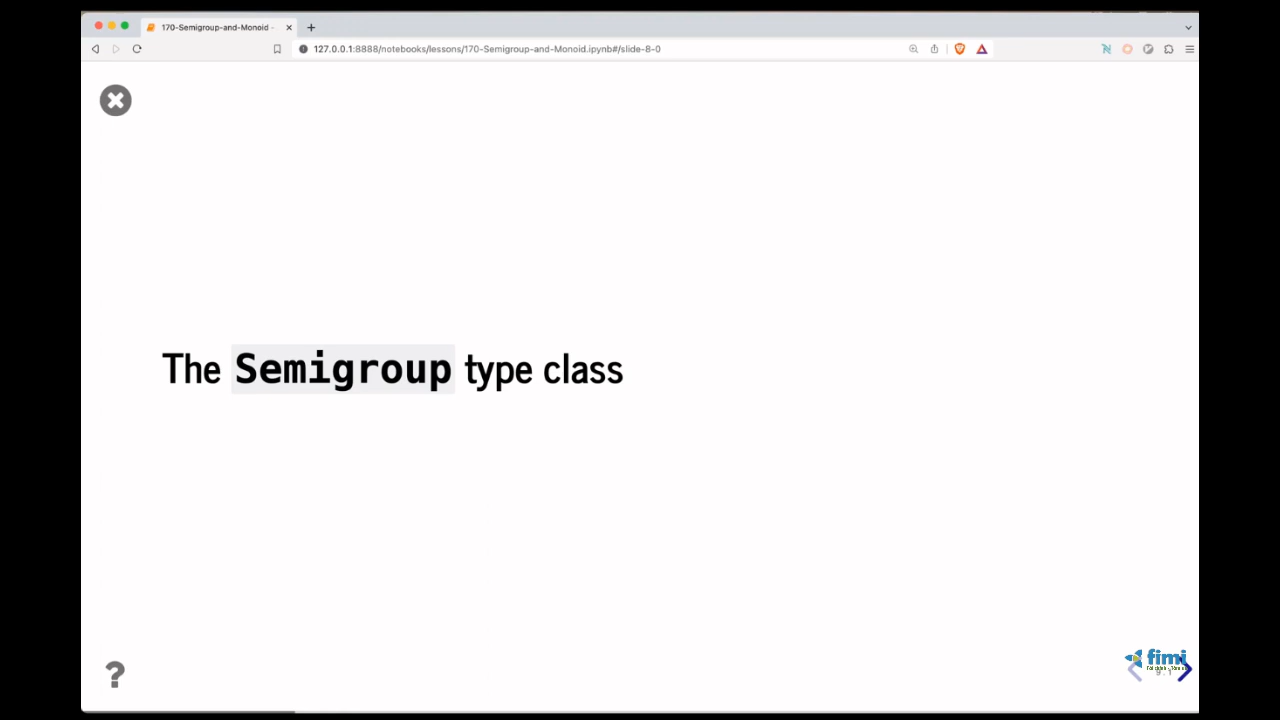 170-Semigroup-and-Monoid -
127.0.0.1:8888/notebooks/lessons/170-Semigroup-and-Monoid.ipynb#/slide-8-0
The Semigroup type class
?
fimi